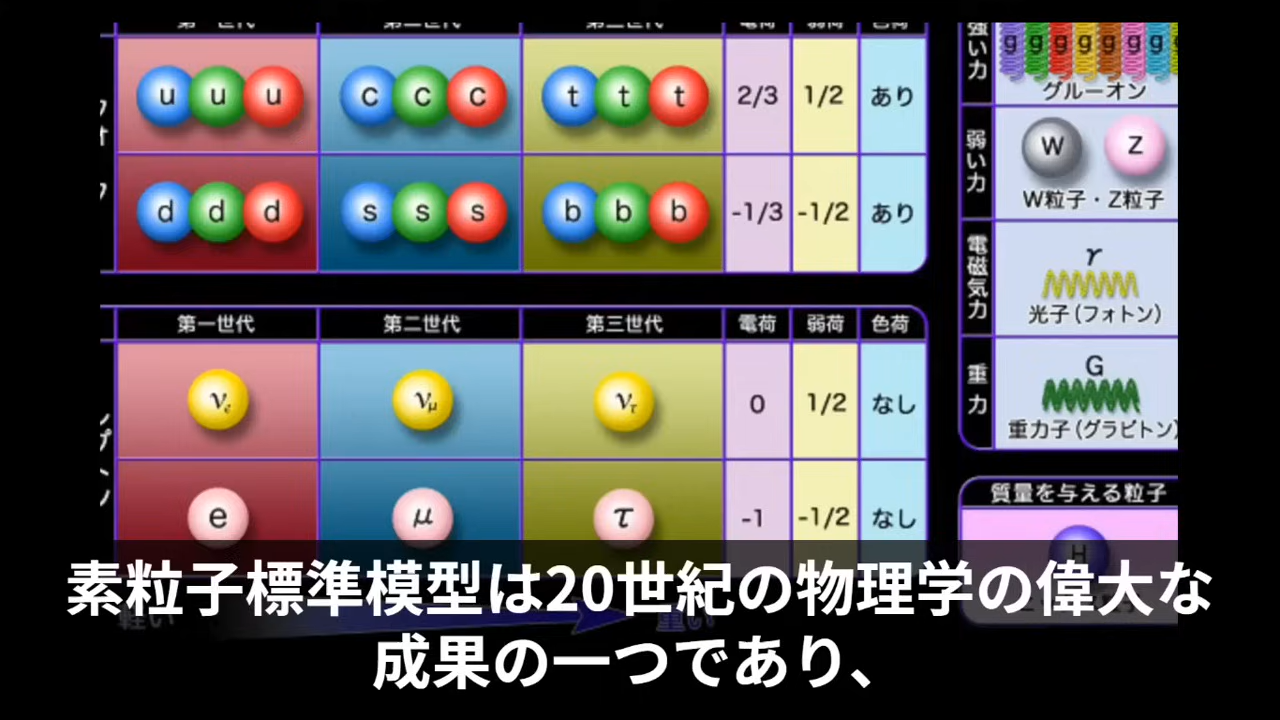 u u u
c c c
t t t
2/3
1/2
あり
d d d
s s s
b b b
-1/3
-1/2
あり
第一世代
第二世代
第三世代
電荷
弱荷
色荷
νe
νμ
ντ
0
1/2
なし
e
μ
τ
-1
-1/2
なし
強い力
g g g g g g g
グルーオン
弱い力
W
Z
W粒子・Z粒子
電磁気力
γ
光子(フォトン)
重力
G
重力子(グラビトン)
質量を与える粒子
H
軽い
重い
素粒子標準模型は20世紀の物理学の偉大な
成果の一つであり、